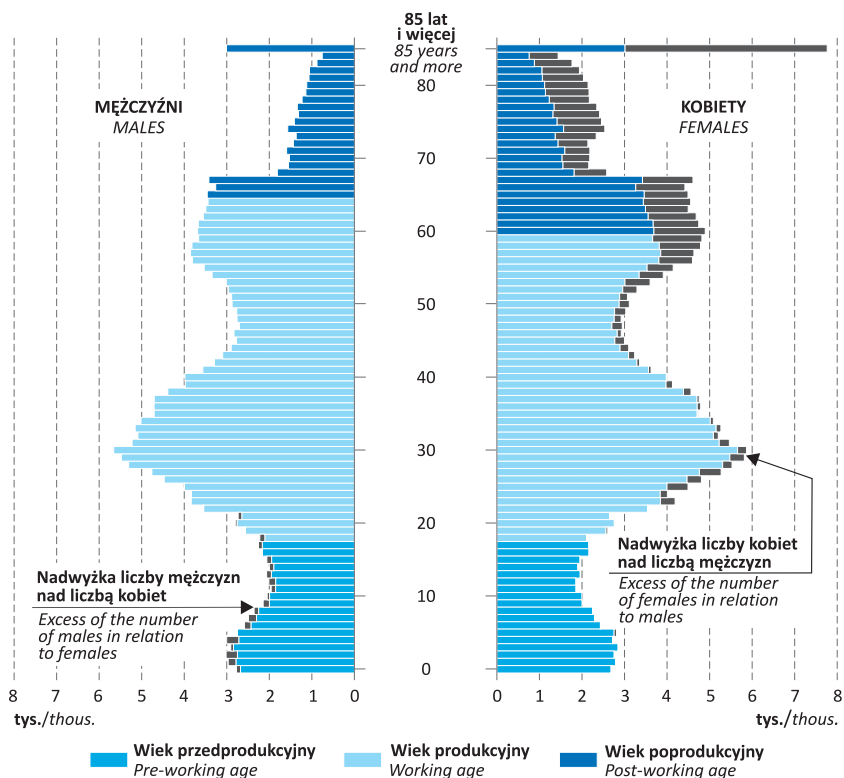 85 lat
i więcej
85 years
and more
MĘŻCZYŹNI
MALES
KOBIETY
FEMALES
80
70
60
50
40
30
20
10
0
Nadwyżka liczby mężczyzn
nad liczbą kobiet
Excess of the number
of males in relation
to females
Nadwyżka liczby kobiet
nad liczbą mężczyzn
Excess of the number
of females in relation
to males
8 7 6 5 4 3 2 1 0
0 1 2 3 4 5 6 7 8
tys./thous.
tys./thous.
Wiek przedprodukcyjny
Pre-working age
Wiek produkcyjny
Working age
Wiek poprodukcyjny
Post-working age